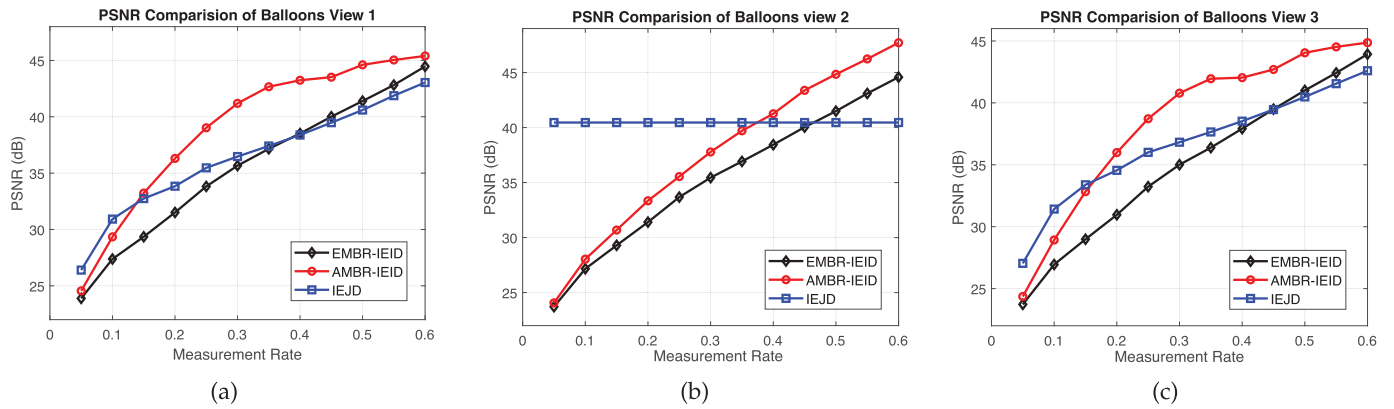 PSNR Comparision of Balloons View 1
45
40
35
30
25
PSNR (dB)
0 0.1 0.2 0.3 0.4 0.5 0.6
Measurement Rate
EMBR-IEID
AMBR-IEID
IEJD
(a)
PSNR Comparision of Balloons view 2
45
40
35
30
25
PSNR (dB)
0 0.1 0.2 0.3 0.4 0.5 0.6
Measurement Rate
EMBR-IEID
AMBR-IEID
IEJD
(b)
PSNR Comparision of Balloons View 3
45
40
35
30
25
PSNR (dB)
0 0.1 0.2 0.3 0.4 0.5 0.6
Measurement Rate
EMBR-IEID
AMBR-IEID
IEJD
(c)